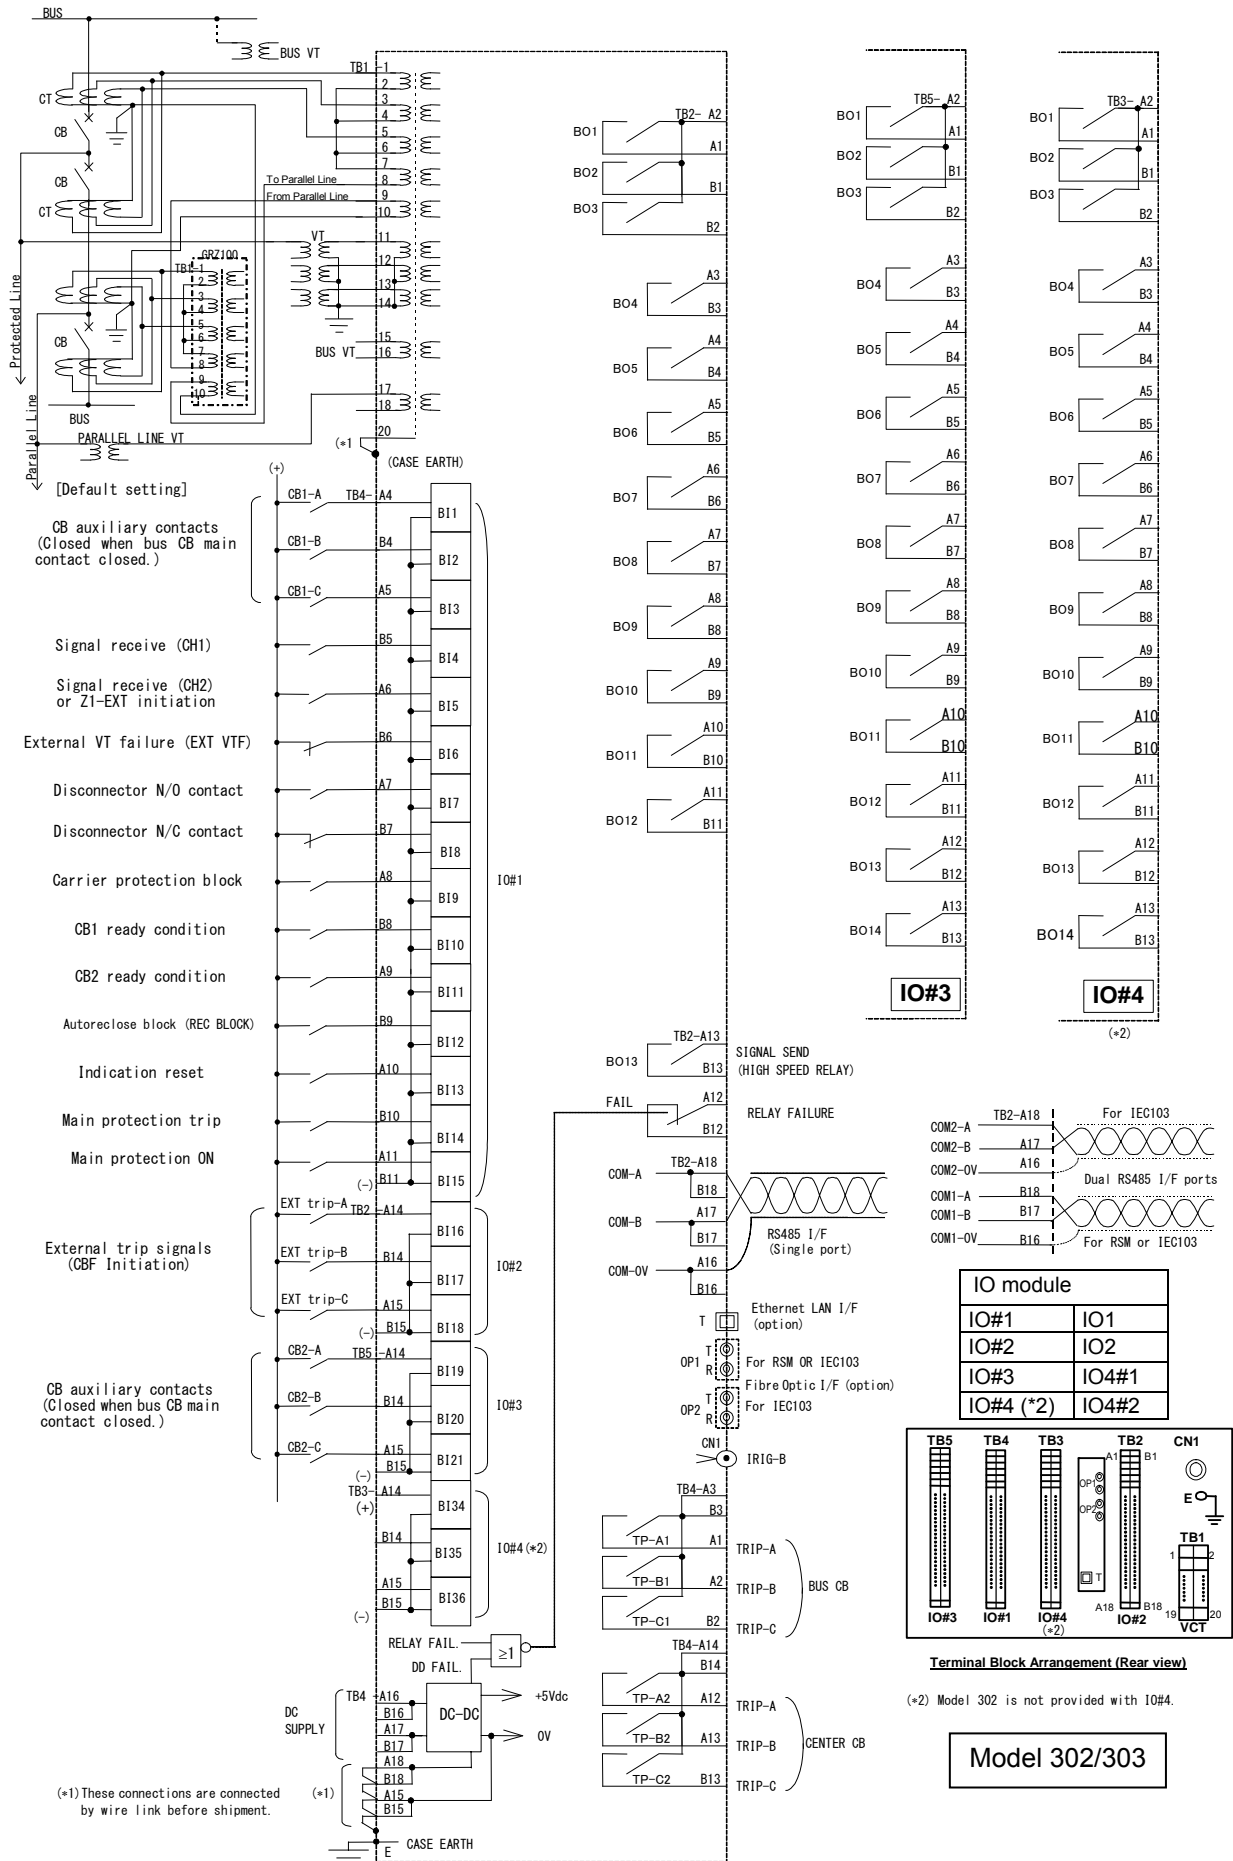 BUS
BUS VT
CT
CB
CB
CT
TB1 -1
2
3
4
5
6
7
8
9
10
To Parallel Line
From Parallel Line
VT
11
12
13
14
GRZ100
TB1-1
2
3
4
5
6
7
8
9
10
CB
BUS
Protected Line
Parallel Line
PARALLEL LINE VT
BUS VT
15
16
17
18
20
(*1
(CASE EARTH)
[Default setting]
(+)
CB auxiliary contacts
(Closed when bus CB main
contact closed.)
CB1-A TB4- A4 BI1
CB1-B B4 BI2
CB1-C A5 BI3
Signal receive (CH1) B5 BI4
Signal receive (CH2)
or Z1-EXT initiation A6 BI5
External VT failure (EXT VTF) B6 BI6
Disconnector N/O contact A7 BI7
Disconnector N/C contact B7 BI8
Carrier protection block A8 BI9
CB1 ready condition B8 BI10
CB2 ready condition A9 BI11
Autoreclose block (REC BLOCK) B9 BI12
Indication reset A10 BI13
Main protection trip B10 BI14
Main protection ON A11 BI15
(-) B11
IO#1
External trip signals
(CBF Initiation)
EXT trip-A TB2 -A14 BI16
EXT trip-B B14 BI17
EXT trip-C A15 BI18
(-) B15
IO#2
CB auxiliary contacts
(Closed when bus CB main
contact closed.)
CB2-A TB5 -A14 BI19
CB2-B B14 BI20
CB2-C A15 BI21
(-) B15
IO#3
TB3- A14 BI34
(+)
B14 BI35
A15 BI36
(-) B15
IO#4(*2)
RELAY FAIL.
DD FAIL.
≥1
DC
SUPPLY
TB4 -A16
B16
A17
B17
DC-DC
+5Vdc
0V
(*1)
A18
B18
A15
B15
(*1)These connections are connected
by wire link before shipment.
E
CASE EARTH
BO1 TB2- A2
A1
BO2
B1
BO3
B2
BO4 A3
B3
BO5 A4
B4
BO6 A5
B5
BO7 A6
B6
BO8 A7
B7
BO9 A8
B8
BO10 A9
B9
BO11 A10
B10
BO12 A11
B11
BO13 TB2-A13
B13
SIGNAL SEND
(HIGH SPEED RELAY)
FAIL
A12
B12
RELAY FAILURE
COM-A TB2-A18
B18
COM-B A17
B17
COM-0V A16
B16
RS485 I/F
(Single port)
T
Ethernet LAN I/F
(option)
OP1 T
R
For RSM OR IEC103
Fibre Optic I/F (option)
OP2 T
R
For IEC103
CN1
IRIG-B
TB4-A3
B3
TP-A1 A1 TRIP-A
TP-B1 A2 TRIP-B
TP-C1 B2 TRIP-C
BUS CB
TB4-A14
B14
TP-A2 A12 TRIP-A
TP-B2 A13 TRIP-B
TP-C2 B13 TRIP-C
CENTER CB
BO1 TB5- A2
A1
BO2
B1
BO3
B2
BO4 A3
B3
BO5 A4
B4
BO6 A5
B5
BO7 A6
B6
BO8 A7
B7
BO9 A8
B8
BO10 A9
B9
BO11 A10
B10
BO12 A11
B11
BO13 A12
B12
BO14 A13
B13
IO#3
BO1 TB3- A2
A1
BO2
B1
BO3
B2
BO4 A3
B3
BO5 A4
B4
BO6 A5
B5
BO7 A6
B6
BO8 A7
B7
BO9 A8
B8
BO10 A9
B9
BO11 A10
B10
BO12 A11
B11
BO13 A12
B12
BO14 A13
B13
IO#4
(*2)
COM2-A TB2-A18
COM2-B A17
COM2-0V A16
COM1-A B18
COM1-B B17
COM1-0V B16
For IEC103
Dual RS485 I/F ports
For RSM or IEC103
IO module
IO#1 IO1
IO#2 IO2
IO#3 IO4#1
IO#4 (*2) IO4#2
TB5 TB4 TB3 TB2 CN1
A1 B1
OP1
OP2
T
E
TB1
1 2
A18 B18
19 20
IO#3 IO#1 IO#4 IO#2 VCT
(*2)
Terminal Block Arrangement (Rear view)
(*2) Model 302 is not provided with IO#4.
Model 302/303